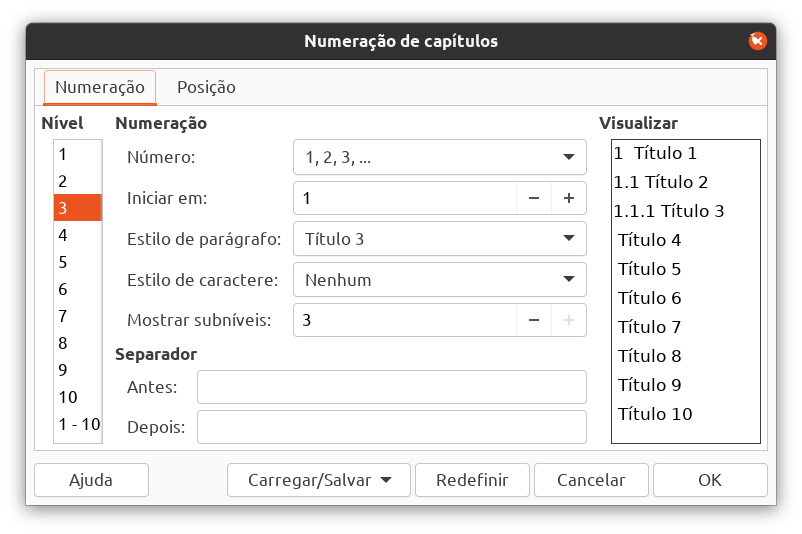 Numeração de capítulos
Numeração
Posição
Nível
1
2
3
4
5
6
7
8
9
10
1 - 10
Numeração
Número:
1, 2, 3, ...
Iniciar em:
1
Estilo de parágrafo:
Título 3
Estilo de caractere:
Nenhum
Mostrar subníveis:
3
Separador
Antes:
Depois:
Visualizar
1 Título 1
1.1 Título 2
1.1.1 Título 3
Título 4
Título 5
Título 6
Título 7
Título 8
Título 9
Título 10
Ajuda
Carregar/Salvar
Redefinir
Cancelar
OK